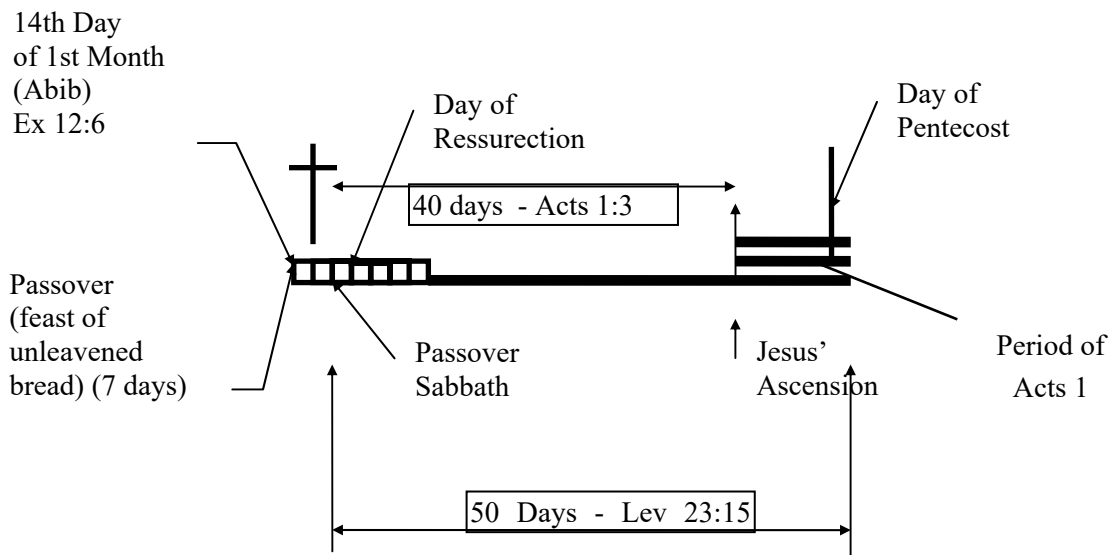 14th Day
of 1st Month
(Abib)
Ex 12:6
Day of
Ressurection
Day of
Pentecost
40 days - Acts 1:3
Passover
(feast of
unleavened
bread) (7 days)
Passover
Sabbath
Jesus’
Ascension
Period of
Acts 1
50 Days - Lev 23:15